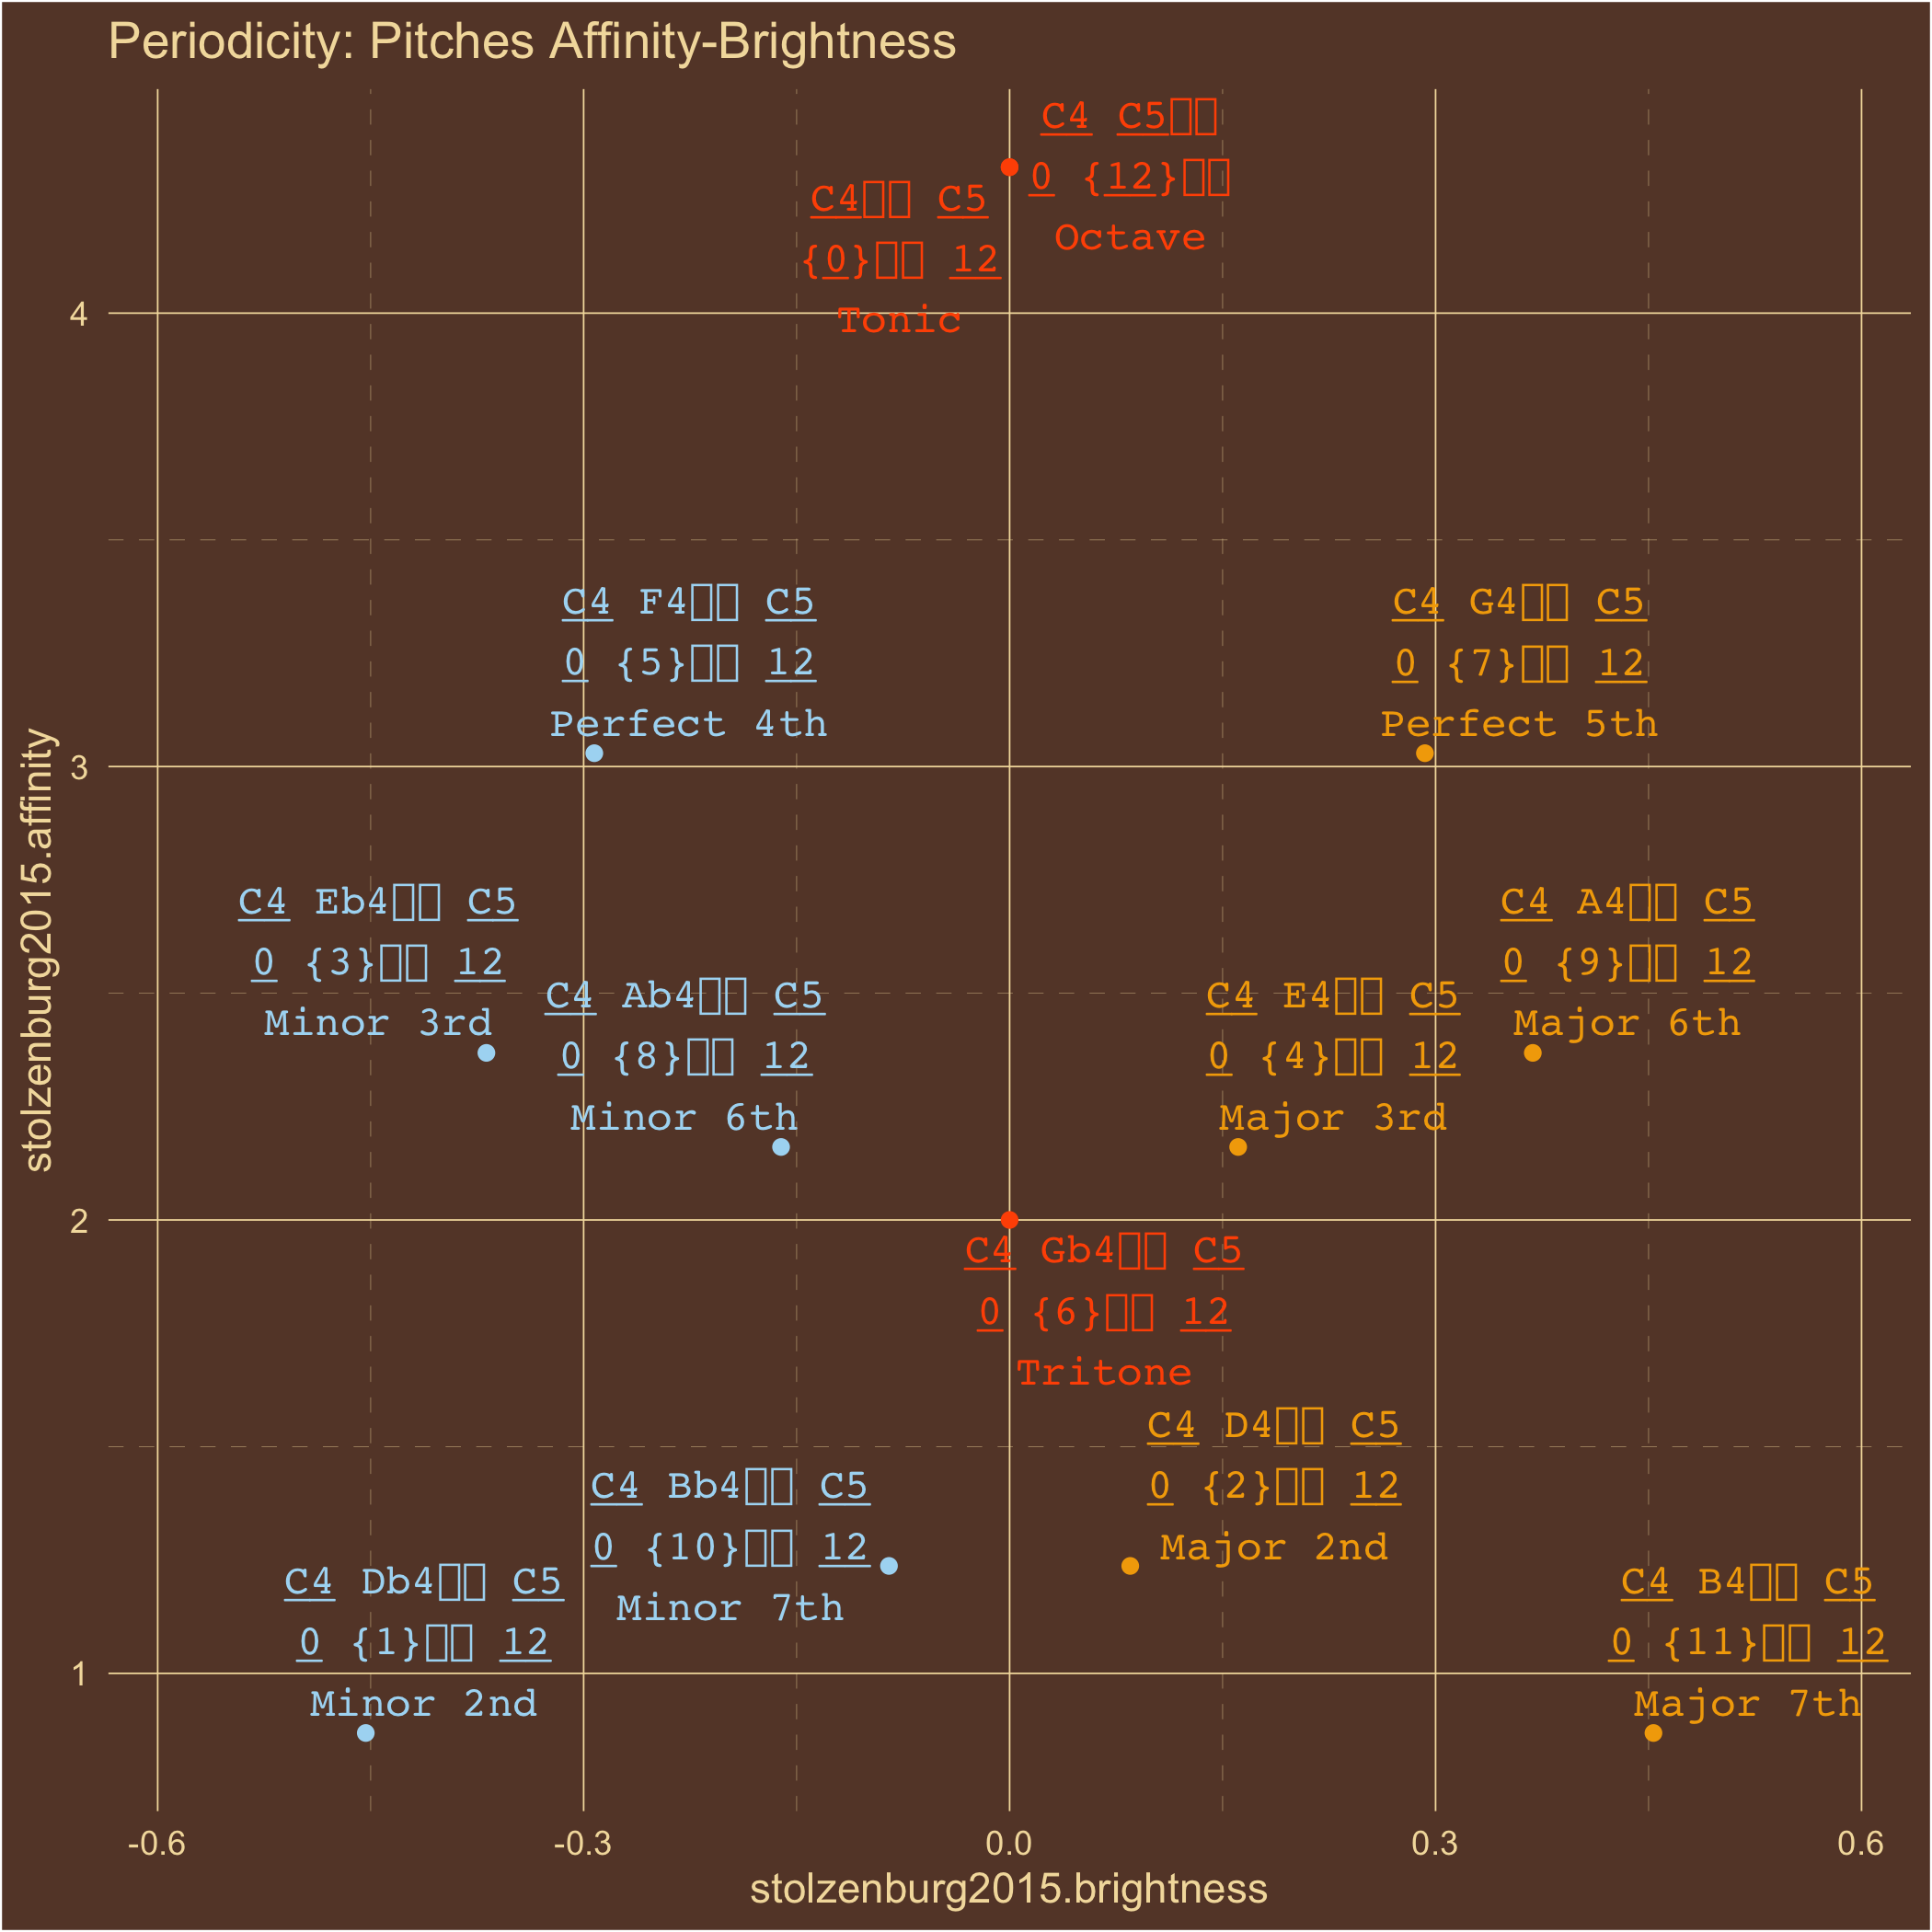 Periodicity: Pitches Affinity-Brightness
C4 C5
0 {12}
Octave
C4 C5
{0} 12
Tonic
4
C4 F4 C5
0 {5} 12
Perfect 4th
C4 G4 C5
0 {7} 12
Perfect 5th
3
C4 Eb4 C5
0 {3} 12
Minor 3rd
C4 A4 C5
0 {9} 12
Major 6th
C4 Ab4 C5
0 {8} 12
Minor 6th
C4 E4 C5
0 {4} 12
Major 3rd
stolzenburg2015.affinity
2
C4 Gb4 C5
0 {6} 12
Tritone
C4 D4 C5
0 {2} 12
Major 2nd
C4 Bb4 C5
0 {10} 12
Minor 7th
C4 Db4 C5
0 {1} 12
Minor 2nd
C4 B4 C5
0 {11} 12
Major 7th
1
-0.6 -0.3 0.0 0.3 0.6
stolzenburg2015.brightness